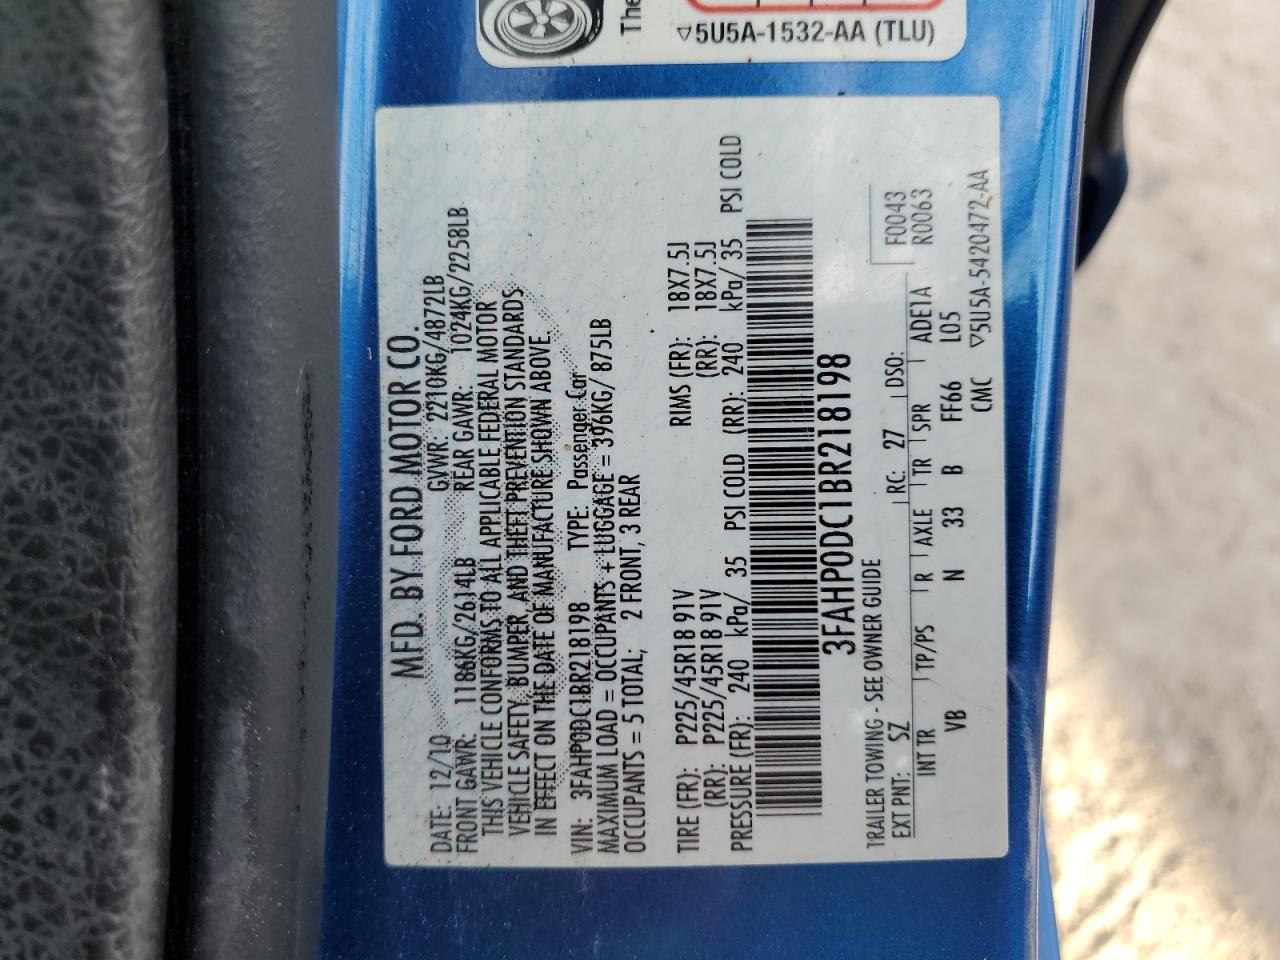 The
▽5U5A-1532-AA (TLU)
MFD. BY FORD MOTOR CO.
DATE: 12/10 GVWR: 2210KG/4872LB
FRONT GAWR: 1186KG/2614LB REAR GAWR: 1024KG/2258LB
THIS VEHICLE CONFORMS TO ALL APPLICABLE FEDERAL MOTOR
VEHICLE SAFETY, BUMPER, AND THEFT PREVENTION STANDARDS
IN EFFECT ON THE DATE OF MANUFACTURE SHOWN ABOVE.
VIN: 3FAHP0DC1BR218198 TYPE: Passenger Car
MAXIMUM LOAD = OCCUPANTS + LUGGAGE = 396KG/ 875LB
OCCUPANTS = 5 TOTAL, 2 FRONT, 3 REAR
TIRE (FR): P225/45R18 91V RIMS (FR): 18X7.5J
(RR): P225/45R18 91V (RR): 18X7.5J
PRESSURE (FR): 240 kPa/ 35 PSI COLD (RR): 240 kPa/ 35 PSI COLD
3FAHP0DC1BR218198
TRAILER TOWING - SEE OWNER GUIDE
EXT PNT: SZ RC: 27 DSO: F0043
INT TR TP/PS R AXLE TR SPR ADE1A R0063
VB N 33 B FF66 L05
CMC ▽5U5A-5420472-AA